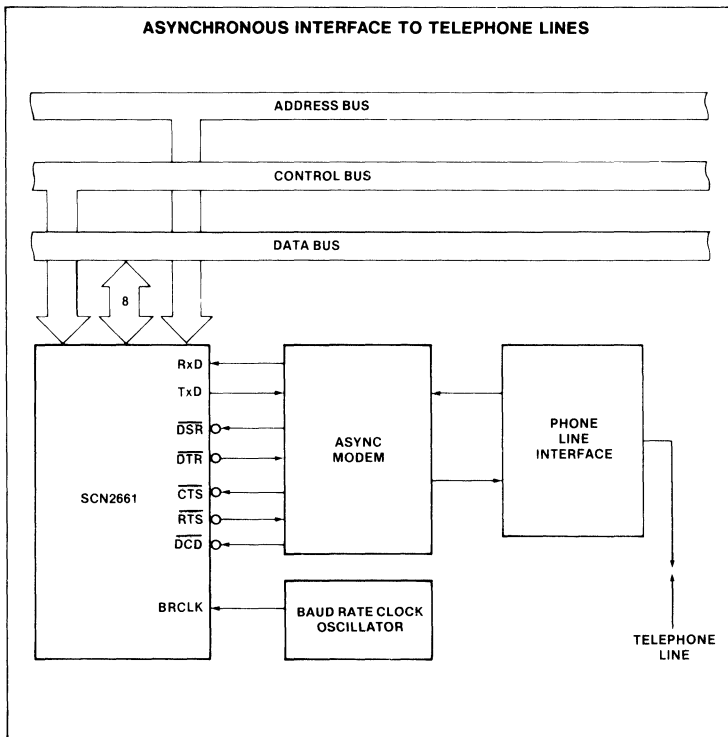 ASYNCHRONOUS INTERFACE TO TELEPHONE LINES
ADDRESS BUS
CONTROL BUS
DATA BUS
8
RxD
TxD
DSR
DTR
CTS
RTS
DCD
BRCLK
SCN2661
ASYNC
MODEM
PHONE
LINE
INTERFACE
BAUD RATE CLOCK
OSCILLATOR
TELEPHONE
LINE